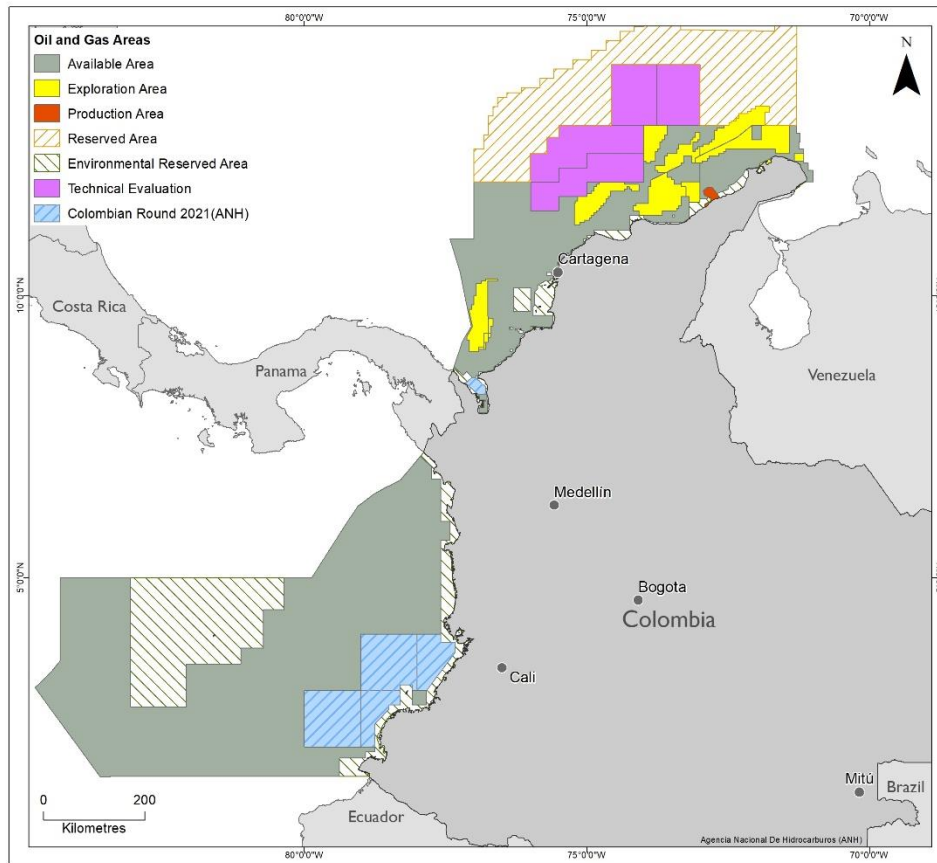 80°0'0"W
75°0'0"W
70°0'0"W
Oil and Gas Areas
Available Area
Exploration Area
Production Area
Reserved Area
Environmental Reserved Area
Technical Evaluation
Colombian Round 2021(ANH)
N
Cartagena
10°0'0"N
Costa Rica
Panama
Venezuela
Medellín
5°0'0"N
Bogota
Colombia
Cali
Mitú
Brazil
0
200
Kilometres
Ecuador
Agencia Nacional De Hidrocarburos (ANH)
80°0'0"W
75°0'0"W
70°0'0"W